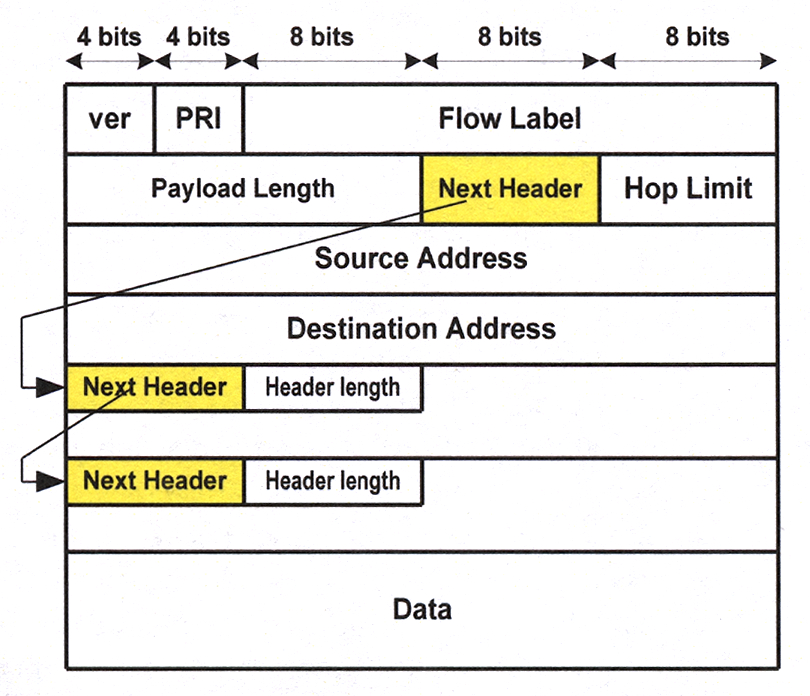 4 bits 4 bits 8 bits 8 bits 8 bits
ver PRI Flow Label
Payload Length Next Header Hop Limit
Source Address
Destination Address
Next Header Header length
Next Header Header length
Data